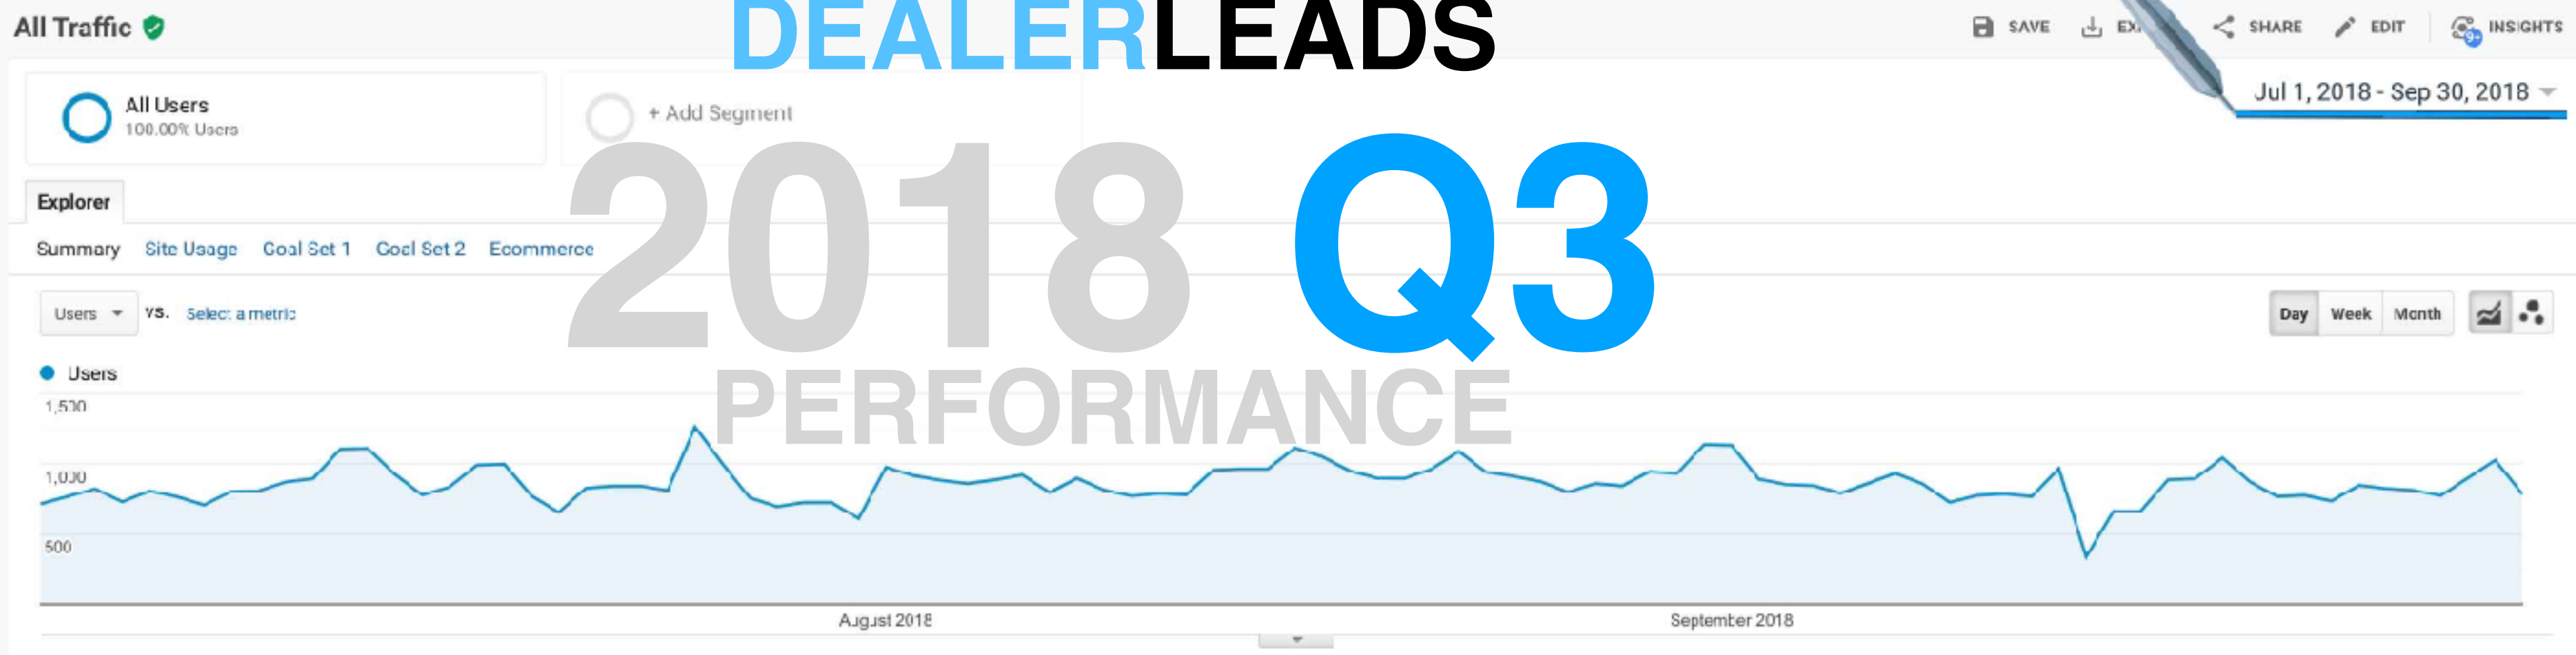 All Traffic
DEALERLEADS
SAVE
SHARE
EDIT
INSIGHTS
9+
All Users
100.00% Users
+ Add Segment
Jul 1, 2018 - Sep 30, 2018
2018 Q3
Explorer
Summary Site Usage Goal Set 1 Goal Set 2 Ecommerce
Users VS. Select a metric
Day Week Month
PERFORMANCE
Users
1,500
1,000
500
August 2018
September 2018